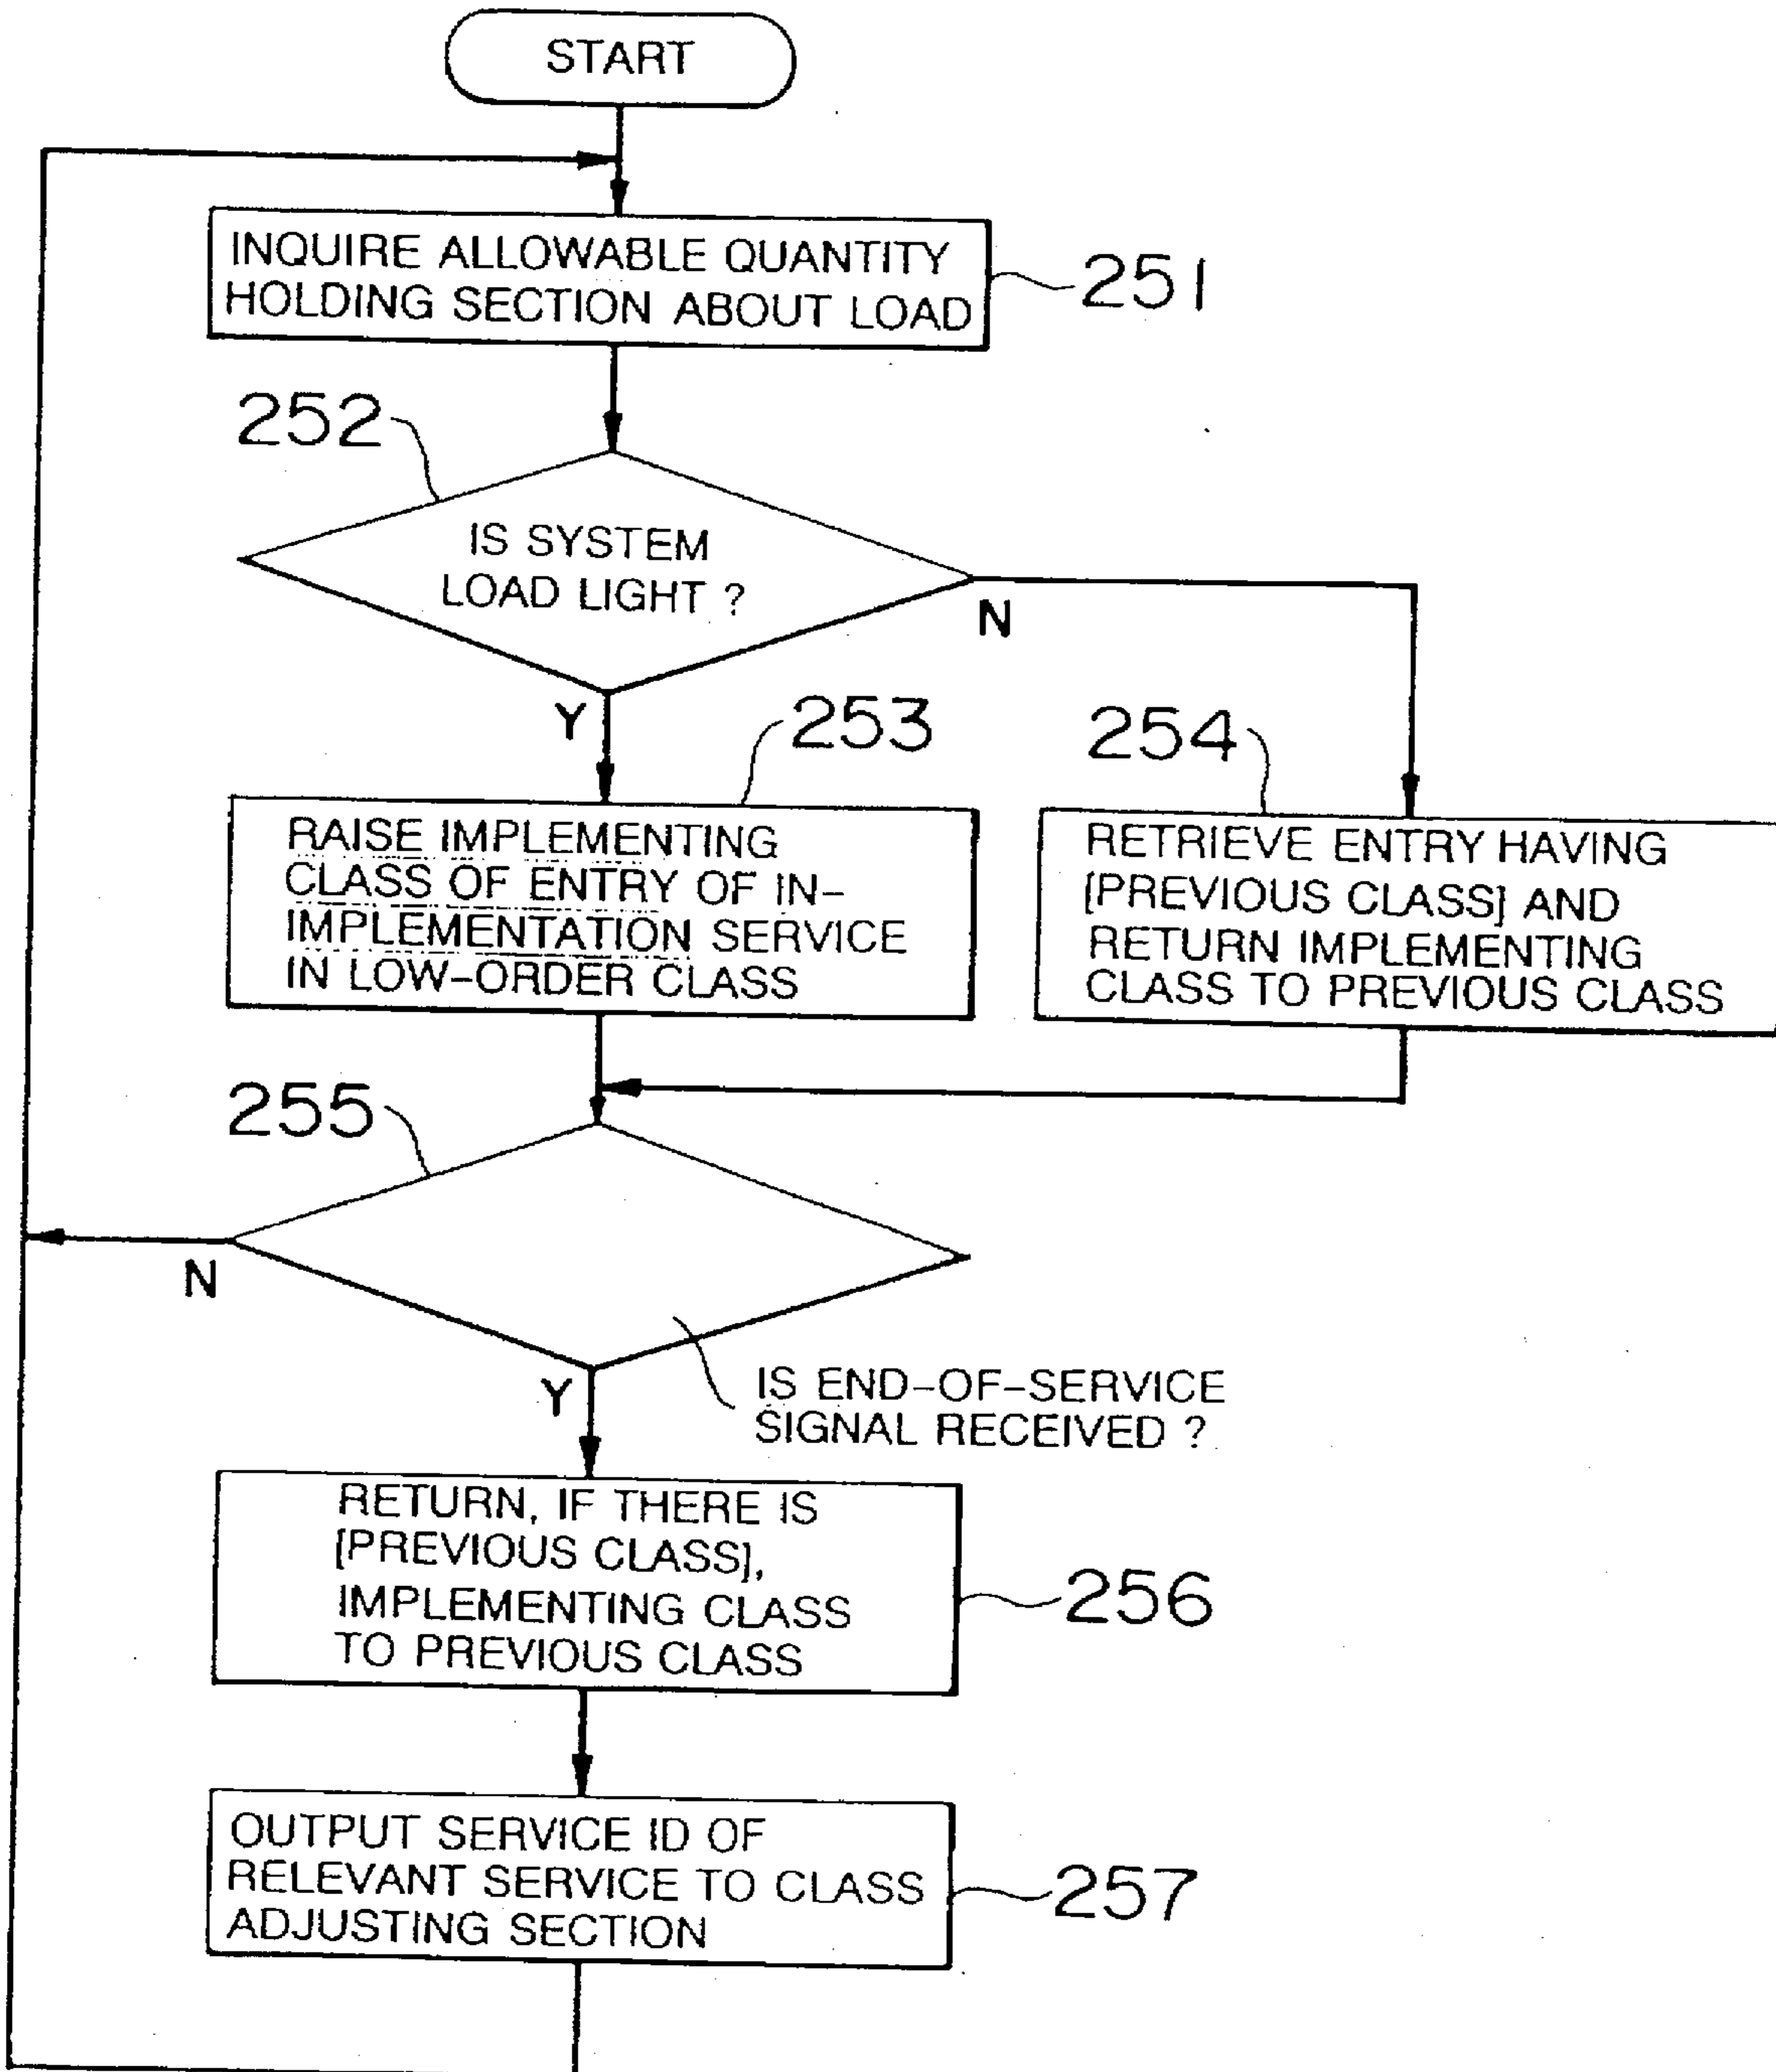 START
INQUIRE ALLOWABLE QUANTITY
HOLDING SECTION ABOUT LOAD
251
252
IS SYSTEM
LOAD LIGHT ?
N
Y
253
254
RAISE IMPLEMENTING
CLASS OF ENTRY OF IN-
IMPLEMENTATION SERVICE
IN LOW-ORDER CLASS
RETRIEVE ENTRY HAVING
[PREVIOUS CLASS] AND
RETURN IMPLEMENTING
CLASS TO PREVIOUS CLASS
255
N
Y
IS END-OF-SERVICE
SIGNAL RECEIVED ?
RETURN, IF THERE IS
[PREVIOUS CLASS],
IMPLEMENTING CLASS
TO PREVIOUS CLASS
256
OUTPUT SERVICE ID OF
RELEVANT SERVICE TO CLASS
ADJUSTING SECTION
257